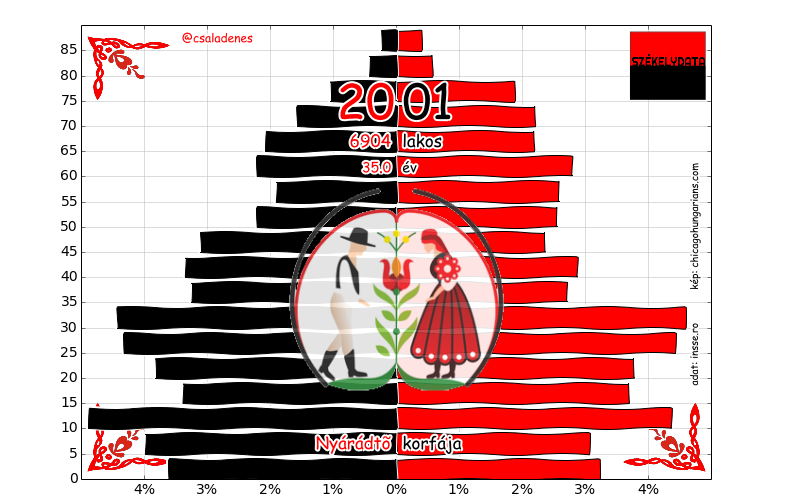 @csaladenes
SZÉKELYDATA
2001
6904 lakos
35.0 év
kép: chicagohungarians.com
adat: insse.ro
Nyárádtő korfája
85
80
75
70
65
60
55
50
45
40
35
30
25
20
15
10
5
0
4% 3% 2% 1% 0% 1% 2% 3% 4%